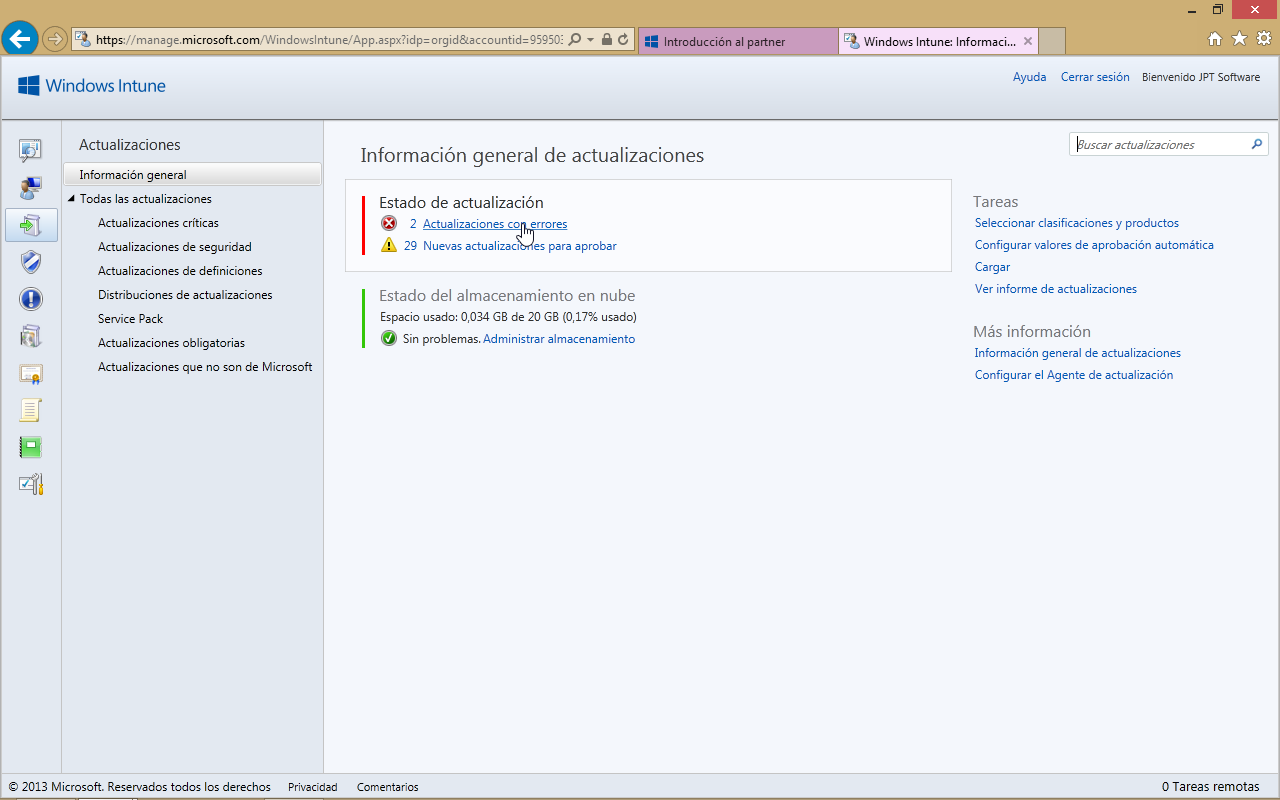 https://manage.microsoft.com/WindowsIntune/App.aspx?idp=orgid&accountid=95950
Introducción al partner
Windows Intune: Informaci...
Windows Intune
Ayuda
Cerrar sesión
Bienvenido JPT Software
Actualizaciones
Información general
Todas las actualizaciones
Actualizaciones críticas
Actualizaciones de seguridad
Actualizaciones de definiciones
Distribuciones de actualizaciones
Service Pack
Actualizaciones obligatorias
Actualizaciones que no son de Microsoft
Información general de actualizaciones
Buscar actualizaciones
Estado de actualización
2 Actualizaciones con errores
29 Nuevas actualizaciones para aprobar
Estado del almacenamiento en nube
Espacio usado: 0,034 GB de 20 GB (0,17% usado)
Sin problemas. Administrar almacenamiento
Tareas
Seleccionar clasificaciones y productos
Configurar valores de aprobación automática
Cargar
Ver informe de actualizaciones
Más información
Información general de actualizaciones
Configurar el Agente de actualización
© 2013 Microsoft. Reservados todos los derechos
Privacidad
Comentarios
0 Tareas remotas